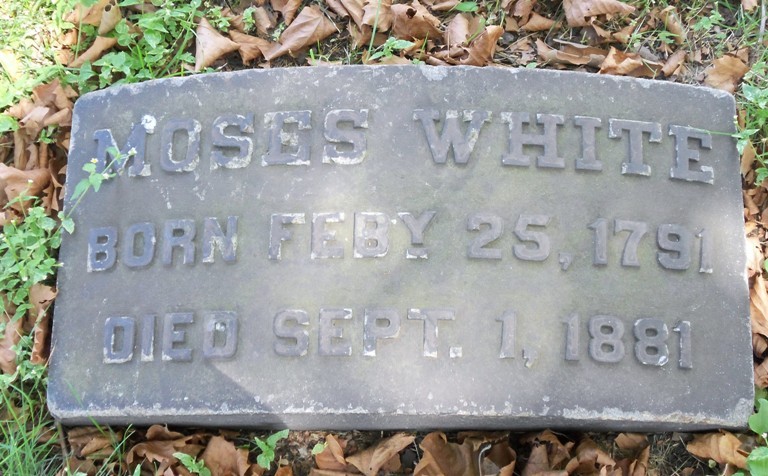 MOSES WHITE
BORN FEBY 25, 1791
DIED SEPT. 1, 1881